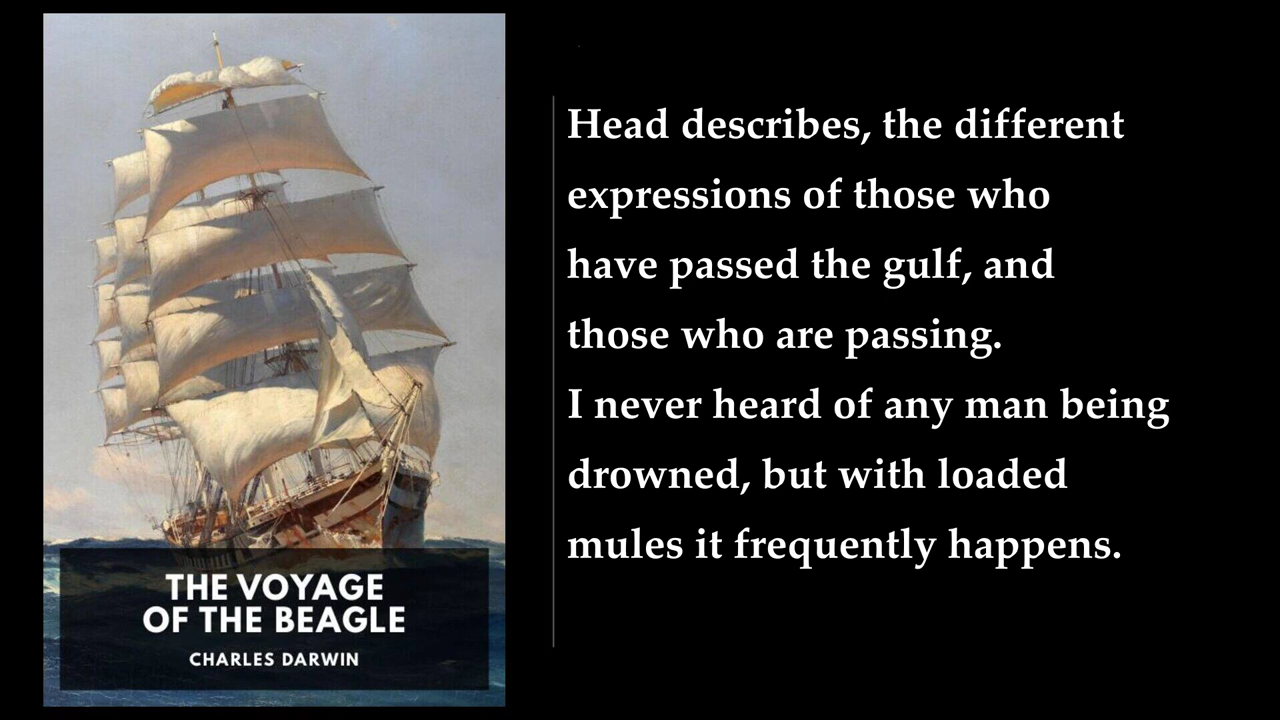 THE VOYAGE
OF THE BEAGLE
CHARLES DARWIN
Head describes, the different
expressions of those who
have passed the gulf, and
those who are passing.
I never heard of any man being
drowned, but with loaded
mules it frequently happens.